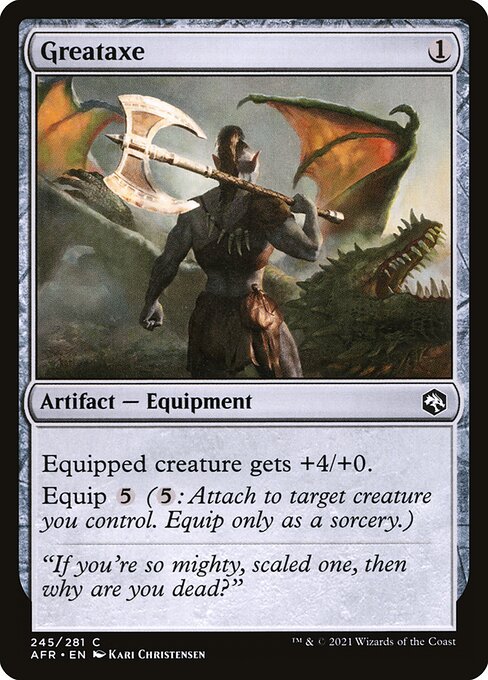 Greataxe 1
Artifact — Equipment
Equipped creature gets +4/+0.
Equip 5 (5: Attach to target creature
you control. Equip only as a sorcery.)
“If you're so mighty, scaled one, then
why are you dead?”
245/281 C
™ & © 2021 Wizards of the Coast
AFR • EN Kari Christensen